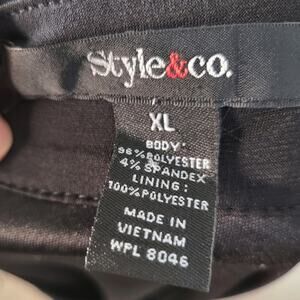 Style&co.
XL
BODY:
96% POLYESTER
4% SPANDEX
LINING:
100% POLYESTER
MADE IN
VIETNAM
WPL 8046